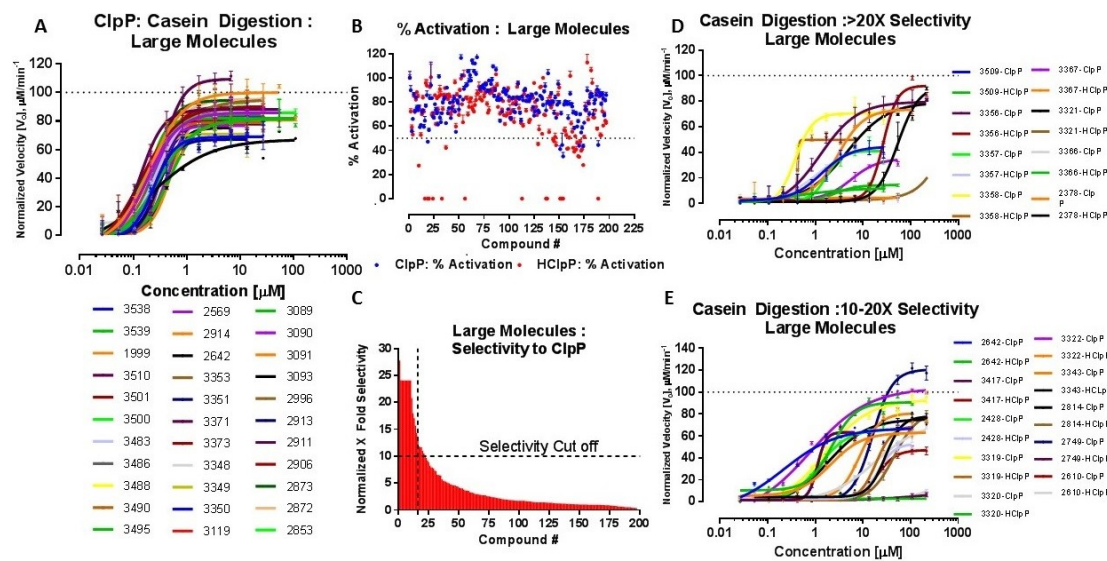 A
ClpP: Casein Digestion :
Large Molecules
Normalized Velocity [V₀], µM/min⁻¹
120
100
80
60
40
20
0
0.01 0.1 1 10 100 1000
Concentration [µM]
3538 2569 3089
3539 2914 3090
1999 2642 3091
3510 3353 3093
3501 3351 2996
3500 3371 2913
3483 3373 2911
3486 3348 2906
3488 3349 2873
3490 3350 2872
3495 3119 2853
B
% Activation : Large Molecules
% Activation
120
100
80
60
40
20
0
0 25 50 75 100 125 150 175 200 225
Compound #
ClpP: % Activation HClpP: % Activation
C
Large Molecules :
Selectivity to ClpP
Normalized X Fold Selectivity
30
25
20
15
10
5
0
Selectivity Cut off
0 25 50 75 100 125 150 175 200
Compound #
D
Casein Digestion :>20X Selectivity
Large Molecules
Normalized Velocity [V₀], µM/min⁻¹
120
100
80
60
40
20
0
0.01 0.1 1 10 100 1000
Concentration [µM]
3509-ClpP 3367-ClpP
3509-HClpP 3367-HClpP
3356-ClpP 3321-ClpP
3356-HClpP 3321-HClpP
3357-ClpP 3366-ClpP
3357-HClpP 3366-HClpP
3358-ClpP 2378-Clp
P
3358-HClpP 2378-HClpP
E
Casein Digestion :10-20X Selectivity
Large Molecules
Normalized Velocity [V₀], µM/min⁻¹
140
120
100
80
60
40
20
0
0.01 0.1 1 10 100 1000
Concentration [µM]
2642-ClpP 3322-ClpP
2642-HClpP 3322-HClpP
3417-ClpP 3343-ClpP
3417-HClpP 3343-HCLp
2428-ClpP 2814-ClpP
2428-HClpP 2814-HClpP
3319-ClpP 2749-ClpP
3319-HClpP 2749-HClpP
3320-ClpP 2610-ClpP
3320-HClpP 2610-HClpP